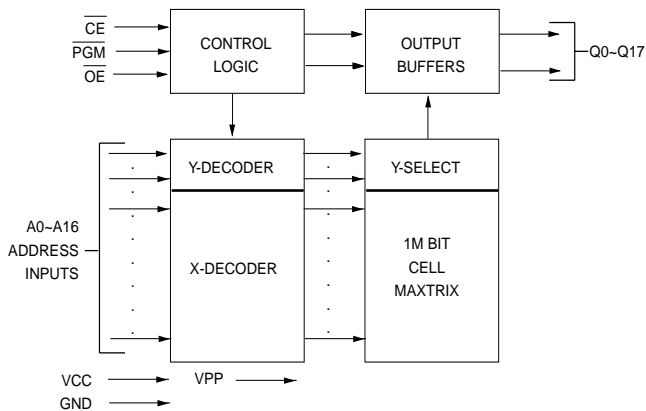 CE
PGM
OE
CONTROL
LOGIC
OUTPUT
BUFFERS
Q0~Q17
A0~A16
ADDRESS
INPUTS
Y-DECODER
X-DECODER
Y-SELECT
1M BIT
CELL
MAXTRIX
VCC
GND
VPP